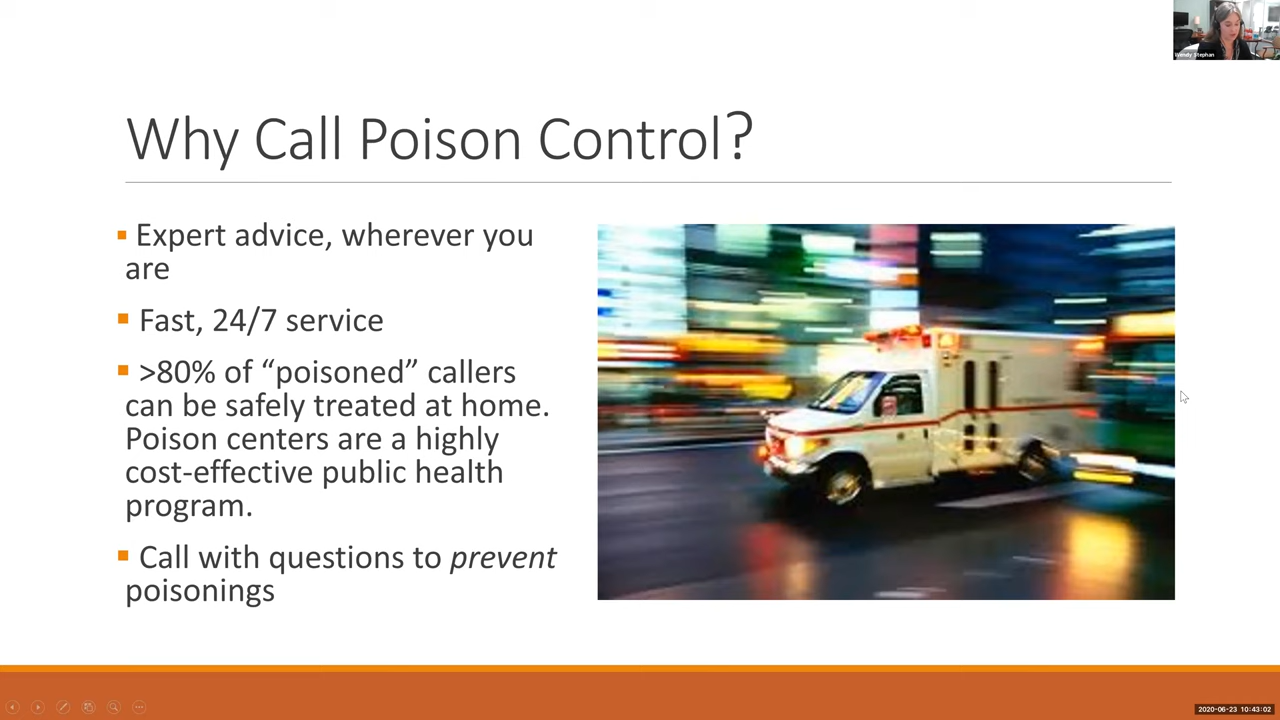 Wendy Stephan
Why Call Poison Control?
▪ Expert advice, wherever you
are
▪ Fast, 24/7 service
▪ >80% of “poisoned” callers
can be safely treated at home.
Poison centers are a highly
cost-effective public health
program.
▪ Call with questions to prevent
poisonings
2020-06-23 10:43:02